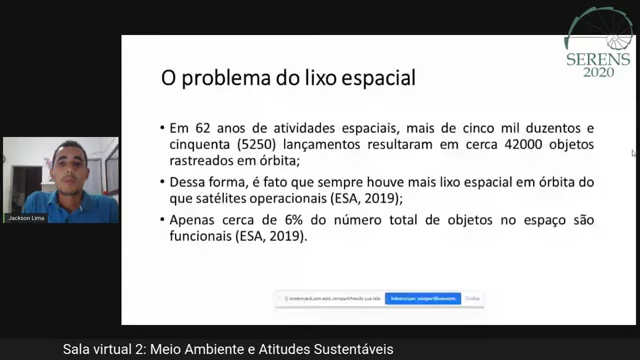 SERENS
2020
O problema do lixo espacial
• Em 62 anos de atividades espaciais, mais de cinco mil duzentos e
cinquenta (5250) lançamentos resultaram em cerca 42000 objetos
rastreados em órbita;
• Dessa forma, é fato que sempre houve mais lixo espacial em órbita do
que satélites operacionais (ESA, 2019);
• Apenas cerca de 6% do número total de objetos no espaço são
funcionais (ESA, 2019).
Jackson Lima
Ocultar
Sala virtual 2: Meio Ambiente e Atitudes Sustentáveis